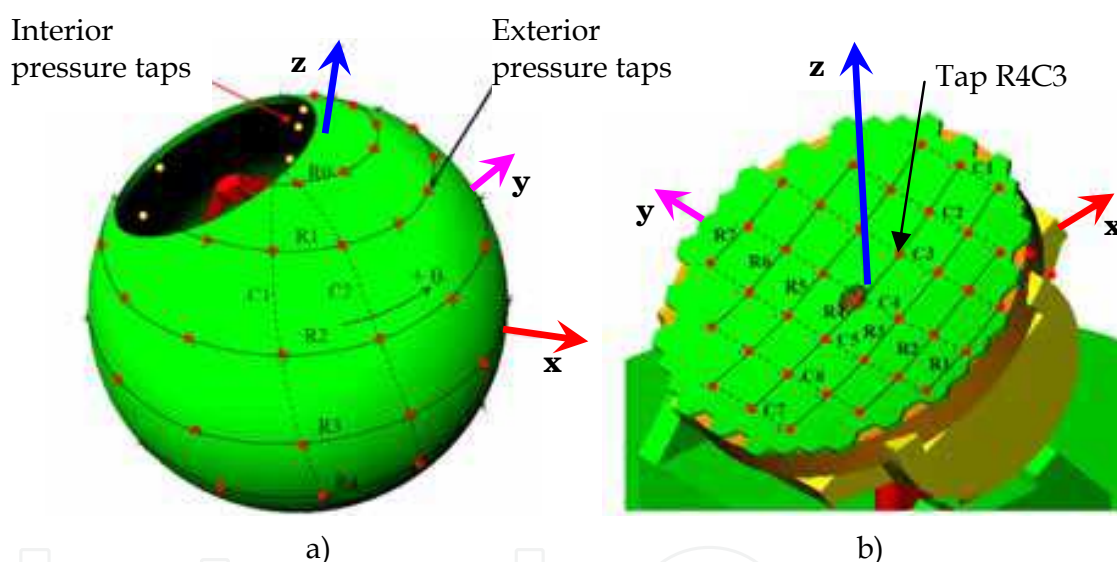 Interior
pressure taps
Exterior
pressure taps
z
y
x
R0
R1
C1
C2
+ θ
R2
R3
z
Tap R4C3
y
x
C1
C2
C3
C4
C5
C6
C7
R7
R6
R5
R4
R3
R2
R1
a)
b)